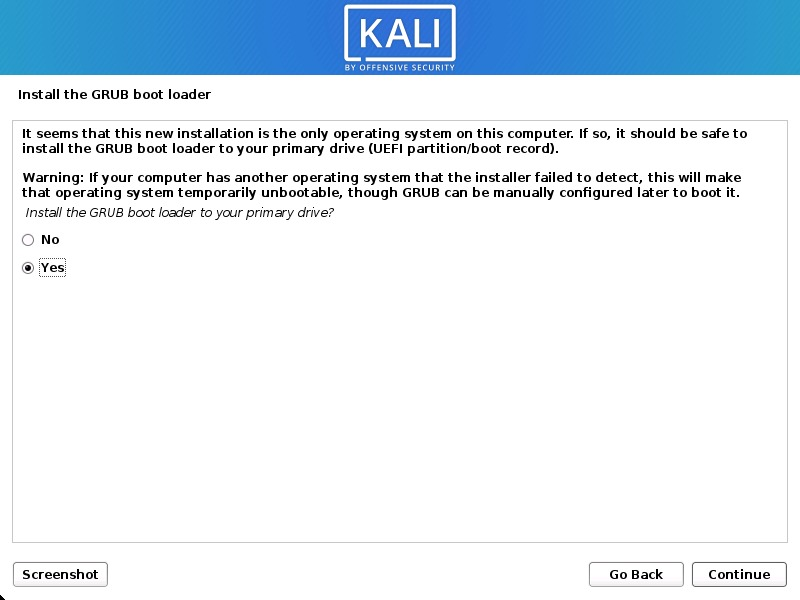 KALI
BY OFFENSIVE SECURITY
Install the GRUB boot loader
It seems that this new installation is the only operating system on this computer. If so, it should be safe to
install the GRUB boot loader to your primary drive (UEFI partition/boot record).
Warning: If your computer has another operating system that the installer failed to detect, this will make
that operating system temporarily unbootable, though GRUB can be manually configured later to boot it.
Install the GRUB boot loader to your primary drive?
No
Yes
Screenshot
Go Back
Continue